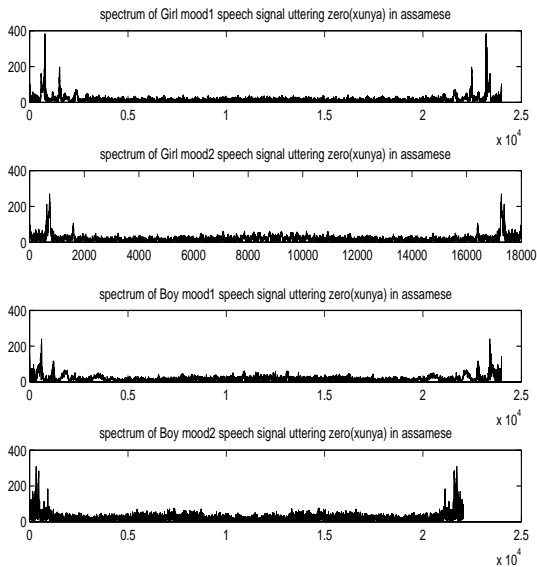 spectrum of Girl mood1 speech signal uttering zero(xunya) in assamese
400
200
0
0 0.5 1 1.5 2 2.5
x 10^4
spectrum of Girl mood2 speech signal uttering zero(xunya) in assamese
400
200
0
0 2000 4000 6000 8000 10000 12000 14000 16000 18000
spectrum of Boy mood1 speech signal uttering zero(xunya) in assamese
400
200
0
0 0.5 1 1.5 2 2.5
x 10^4
spectrum of Boy mood2 speech signal uttering zero(xunya) in assamese
400
200
0
0 0.5 1 1.5 2 2.5
x 10^4